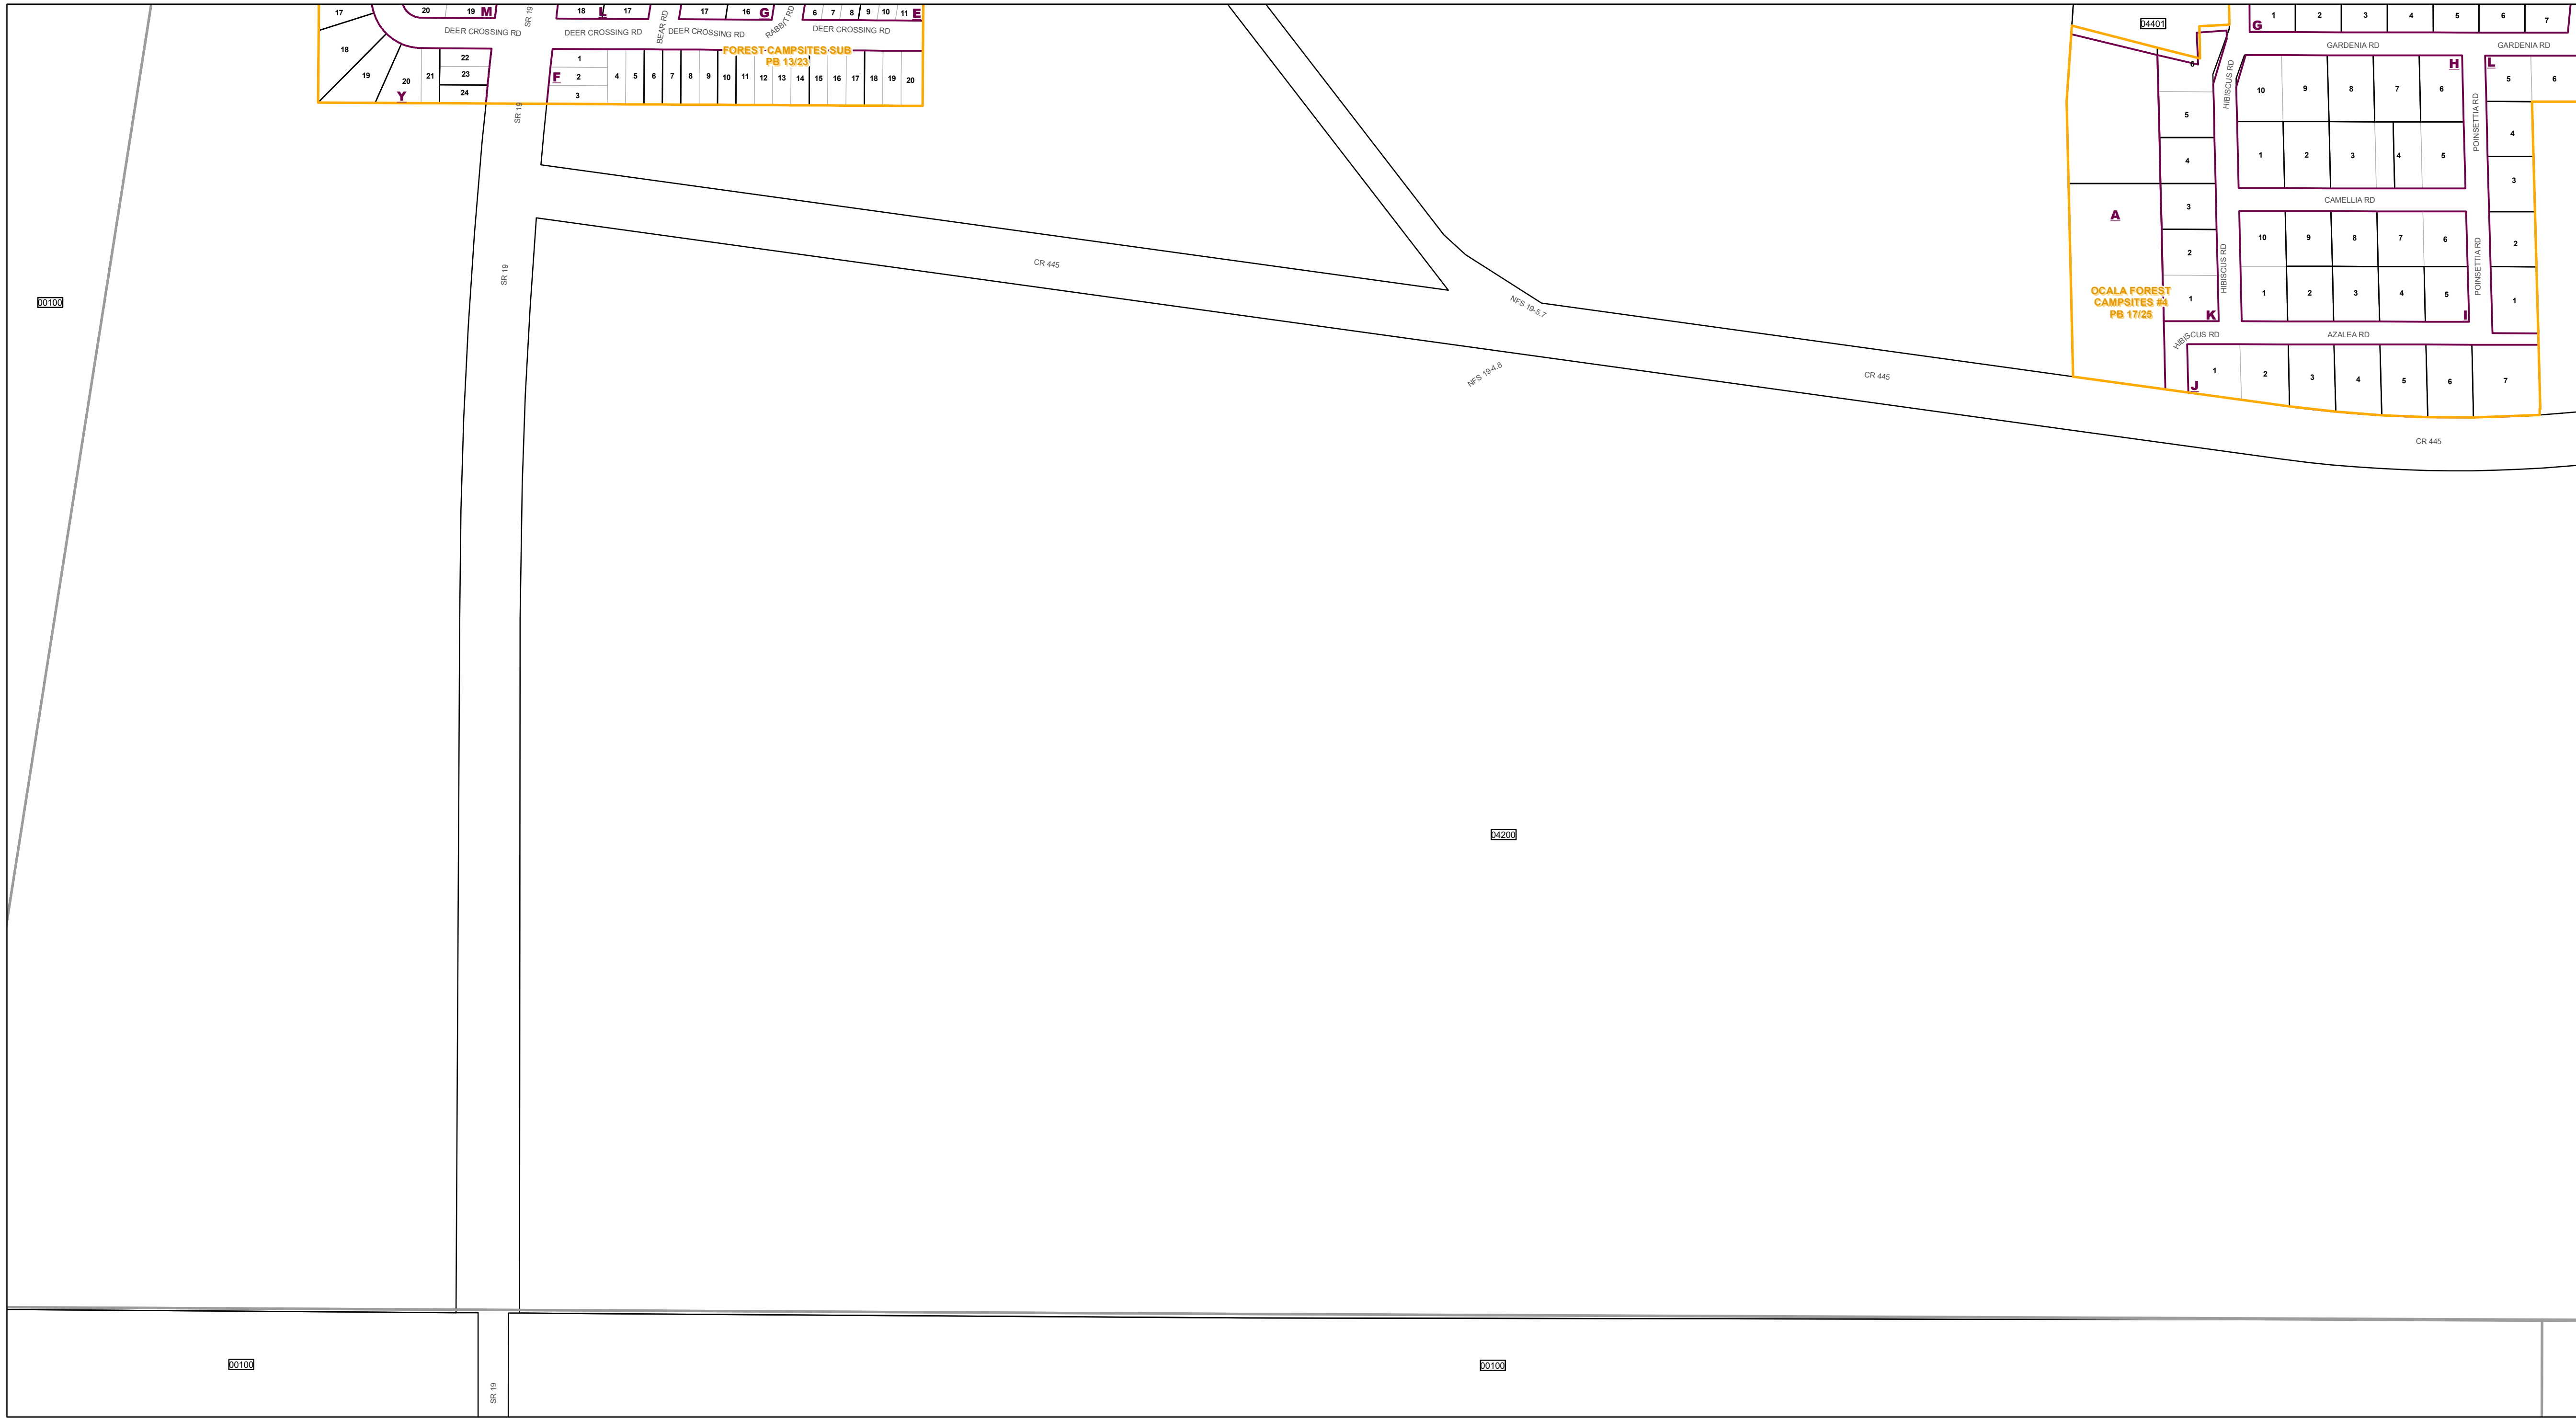 17
20
19
M
SR 19
18
L
17
BEAR RD
17
16
G
RABBIT RD
6
7
8
9
10
11
E
DEER CROSSING RD
DEER CROSSING RD
DEER CROSSING RD
DEER CROSSING RD
FOREST CAMPSITES SUB
PB 13/23
18
19
20
Y
21
22
23
24
SR 19
F
1
2
3
4
5
6
7
8
9
10
11
12
13
14
15
16
17
18
19
20
04401
G
1
2
3
4
5
6
7
GARDENIA RD
GARDENIA RD
HIBISCUS RD
H
10
9
8
7
6
1
2
3
4
5
POINSETTIA RD
L
5
6
4
3
2
1
6
5
4
3
2
1
K
A
CAMELLIA RD
HIBISCUS RD
10
9
8
7
6
1
2
3
4
5
I
POINSETTIA RD
OCALA FOREST
CAMPSITES #4
PB 17/25
HIBISCUS RD
AZALEA RD
J
1
2
3
4
5
6
7
SR 19
CR 445
00100
NFS 19-5.7
NFS 19-4.8
CR 445
CR 445
04200
00100
SR 19
00100